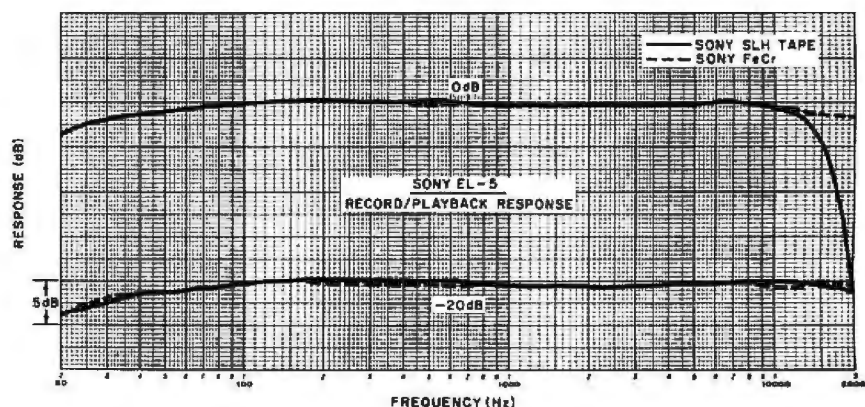 SONY SLH TAPE
SONY FeCr
0dB
RESPONSE (dB)
SONY EL-5
RECORD/PLAYBACK RESPONSE
5dB
-20dB
100
1000
10000
FREQUENCY (Hz)